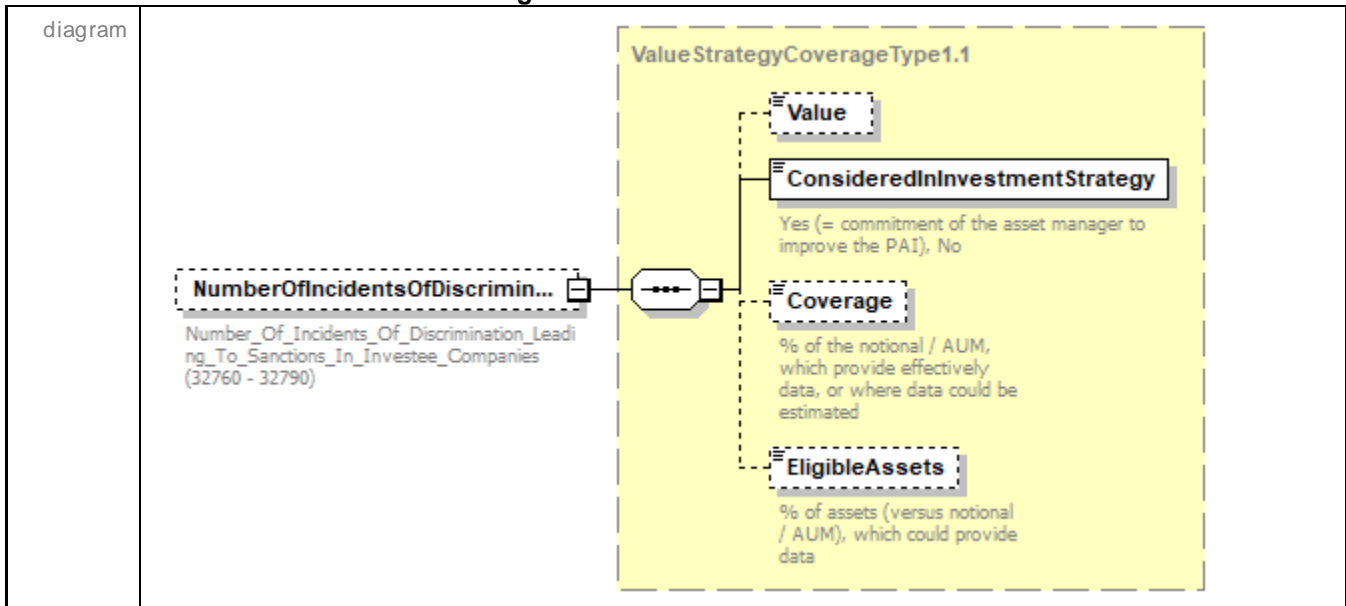 diagram
ValueStrategyCoverageType1.1
Value
ConsideredInInvestmentStrategy
Yes (= commitment of the asset manager to
improve the PAI), No
NumberOfIncidentsOfDiscrimin...
Number_Of_Incidents_Of_Discrimination_Leadi
ng_To_Sanctions_In_Investee_Companies
(32760 - 32790)
Coverage
% of the notional / AUM,
which provide effectively
data, or where data could be
estimated
EligibleAssets
% of assets (versus notional
/ AUM), which could provide
data